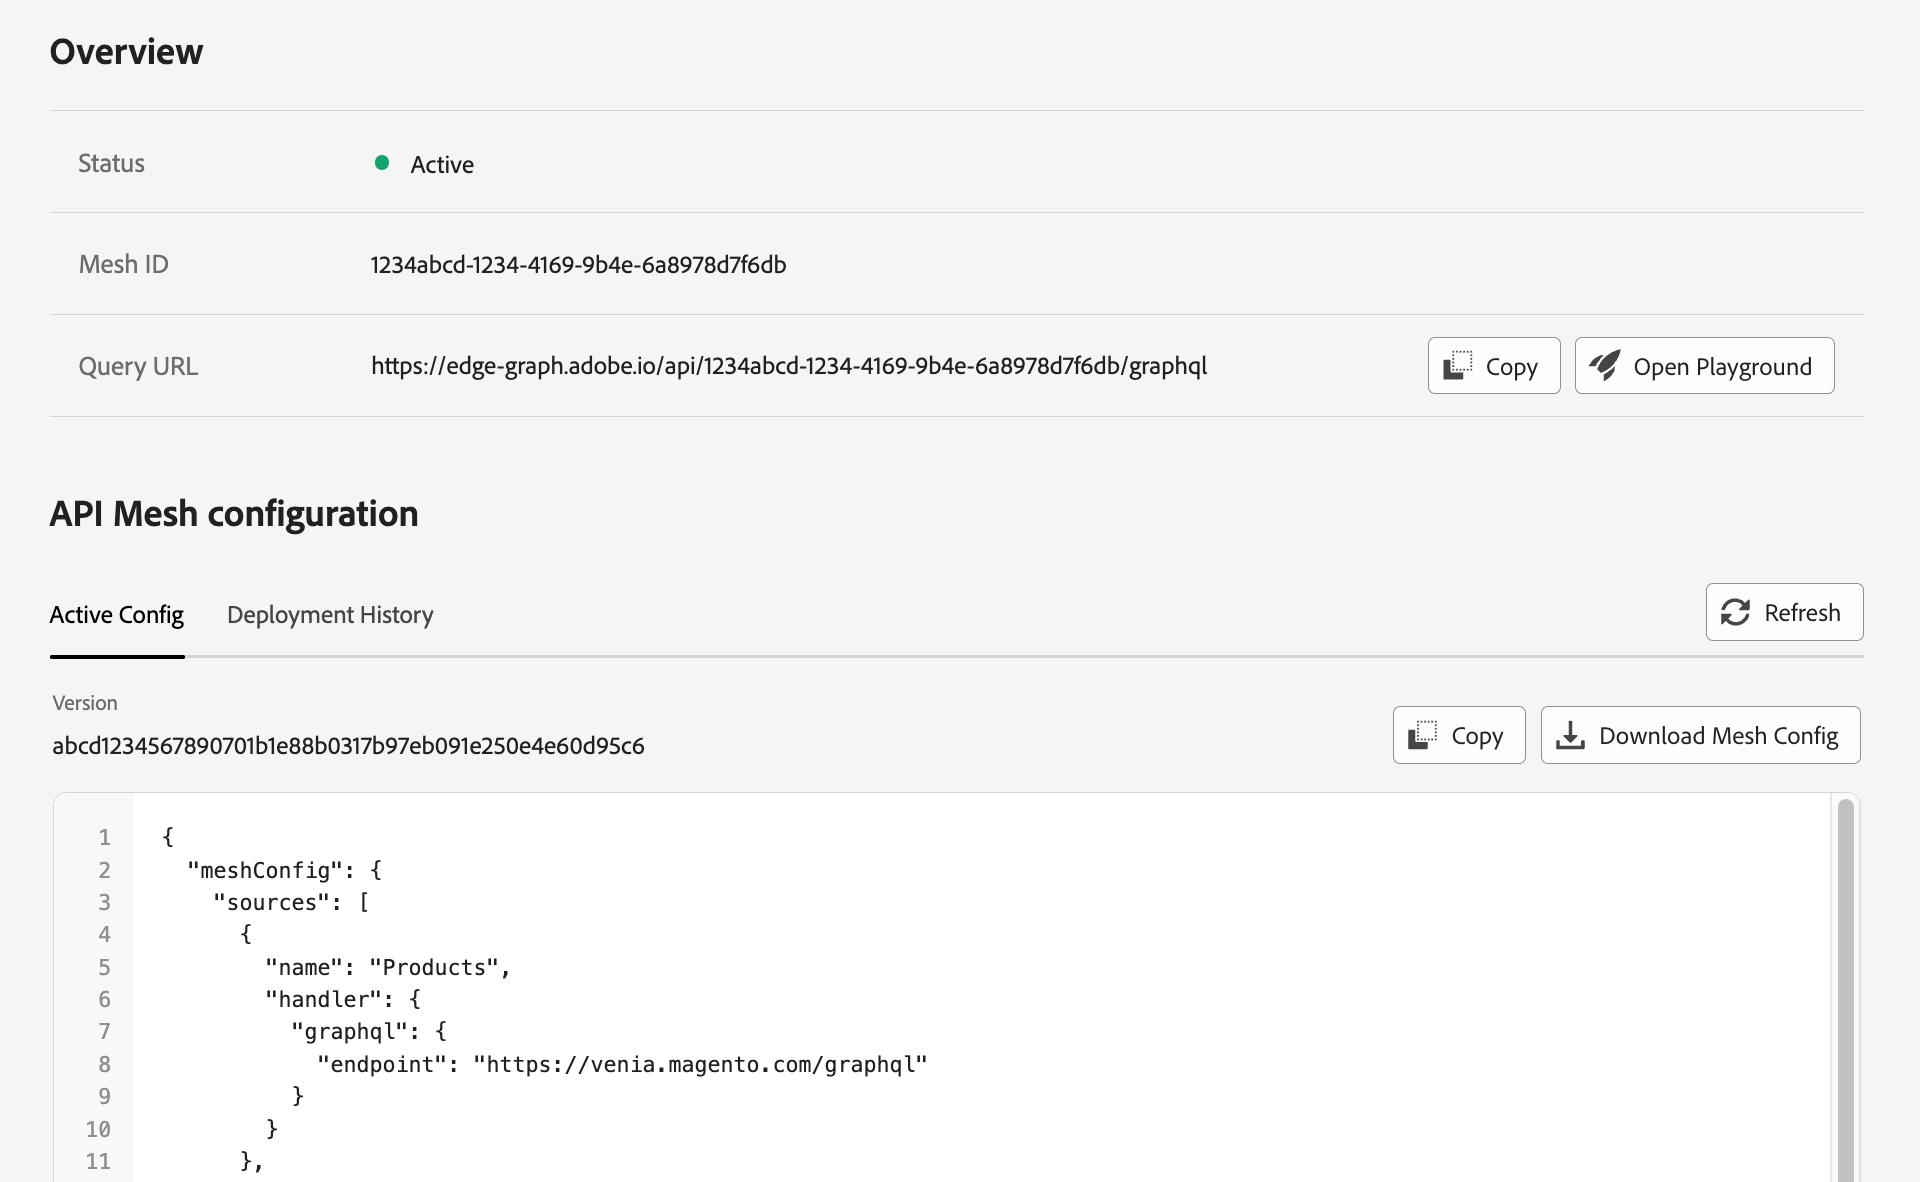 Overview
Status Active
Mesh ID 1234abcd-1234-4169-9b4e-6a8978d7f6db
Query URL https://edge-graph.adobe.io/api/1234abcd-1234-4169-9b4e-6a8978d7f6db/graphql Copy Open Playground
API Mesh configuration
Active Config Deployment History Refresh
Version
abcd1234567890701b1e88b0317b97eb091e250e4e60d95c6 Copy Download Mesh Config
1 {
2 "meshConfig": {
3 "sources": [
4 {
5 "name": "Products",
6 "handler": {
7 "graphql": {
8 "endpoint": "https://venia.magento.com/graphql"
9 }
10 }
11 },